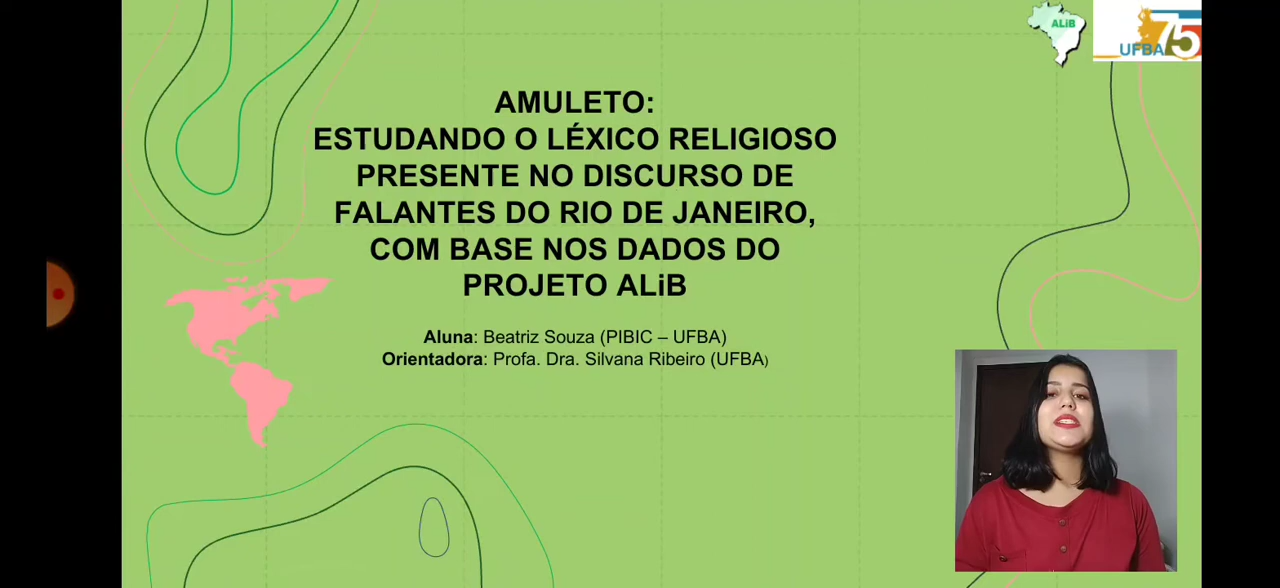 ALiB
UFBA 75
AMULETO:
ESTUDANDO O LÉXICO RELIGIOSO
PRESENTE NO DISCURSO DE
FALANTES DO RIO DE JANEIRO,
COM BASE NOS DADOS DO
PROJETO ALiB
Aluna: Beatriz Souza (PIBIC – UFBA)
Orientadora: Profa. Dra. Silvana Ribeiro (UFBA)